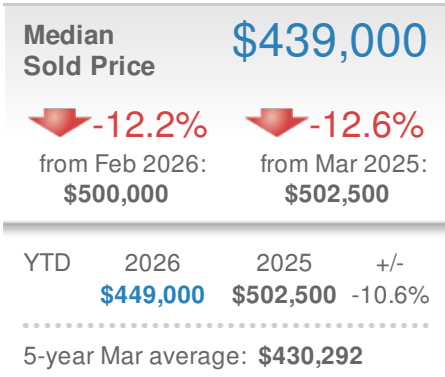 Median
Sold Price
$439,000
-12.2% -12.6%
from Feb 2026: from Mar 2025:
$500,000 $502,500
YTD 2026 2025 +/-
$449,000 $502,500 -10.6%
5-year Mar average: $430,292